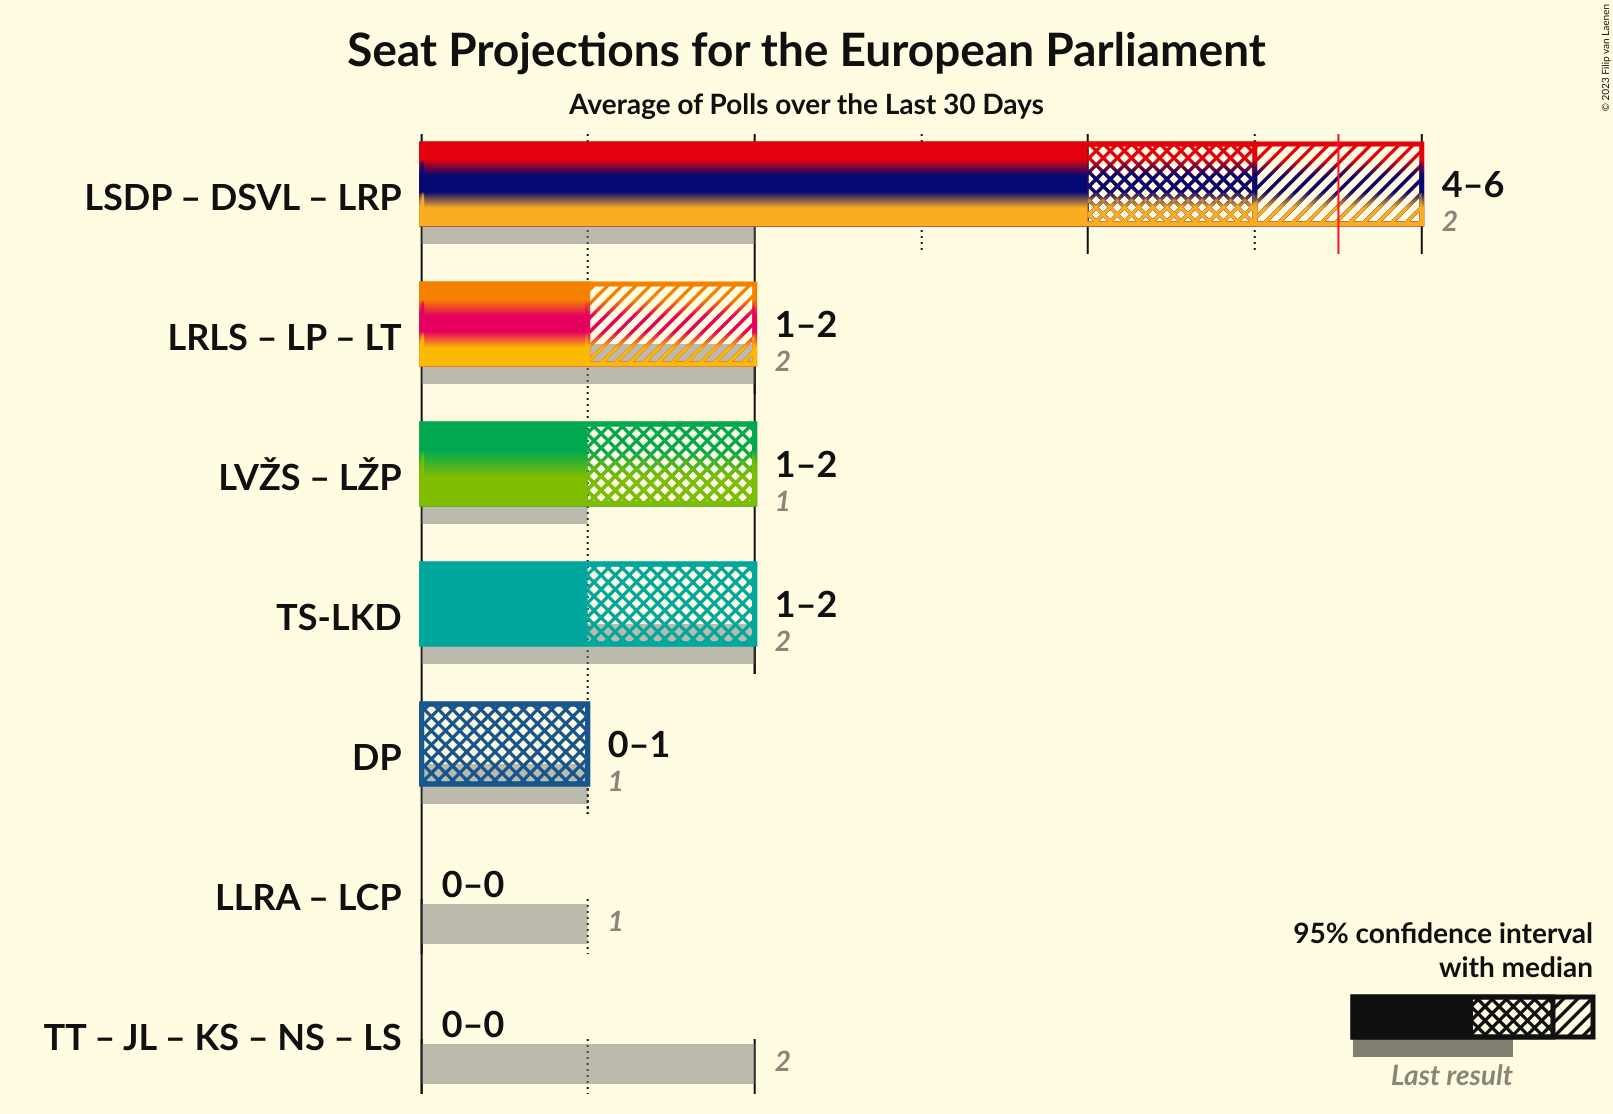 Seat Projections for the European Parliament
Average of Polls over the Last 30 Days
© 2023 Filip van Laenen
LSDP – DSVL – LRP
4–6
2
LRLS – LP – LT
1–2
2
LVŽS – LŽP
1–2
1
TS-LKD
1–2
2
DP
0–1
1
LLRA – LCP
0–0
1
TT – JL – KS – NS – LS
0–0
2
95% confidence interval
with median
Last result